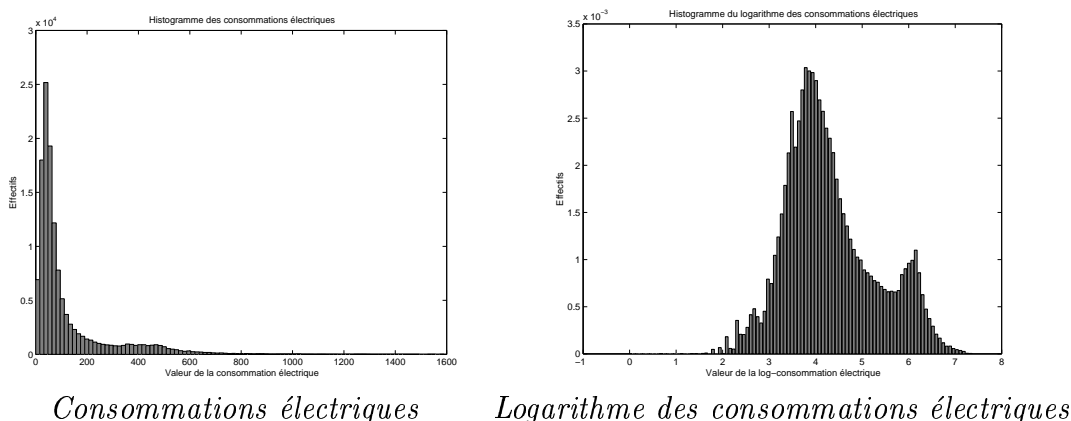 Histogramme des consommations électriques
x 10⁴
3
2.5
2
1.5
1
0.5
0
Effectifs
0 200 400 600 800 1000 1200 1400 1600
Valeur de la consommation électrique
Consommations électriques
Histogramme du logarithme des consommations électriques
x 10⁻³
3.5
3
2.5
2
1.5
1
0.5
0
Effectifs
−1 0 1 2 3 4 5 6 7 8
Valeur de la log−consommation électrique
Logarithme des consommations électriques